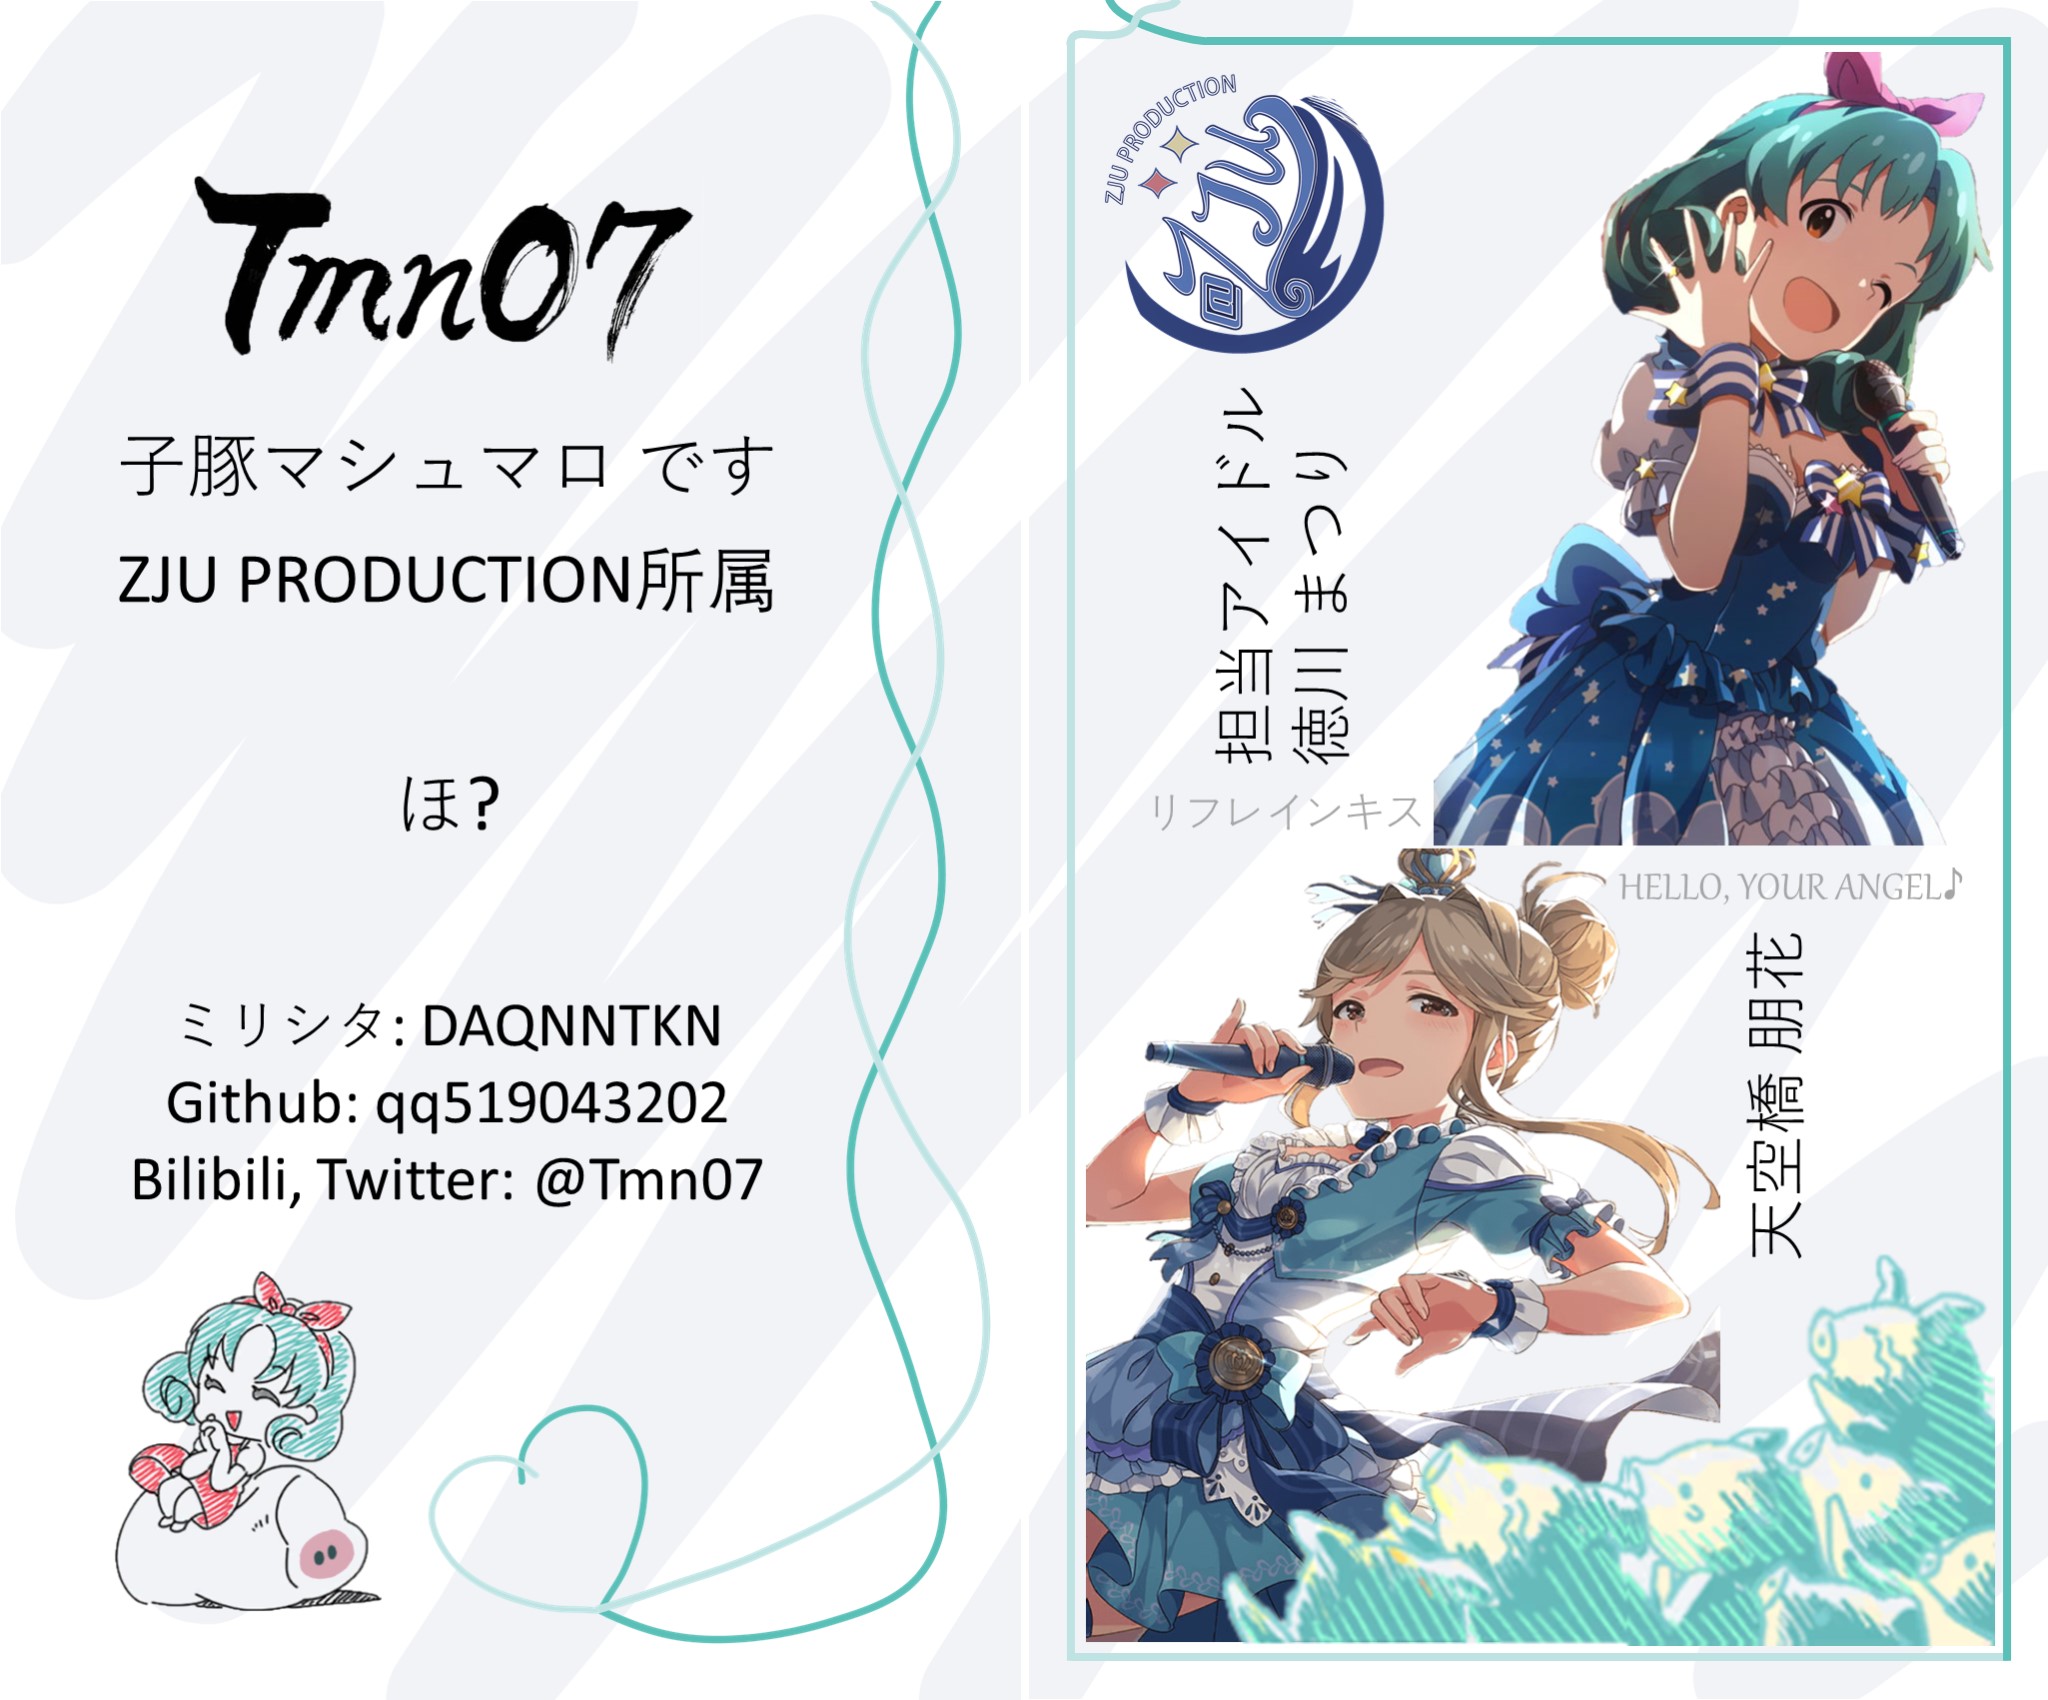 Tmn07
子豚マシュマロ です
ZJU PRODUCTION所属
ほ?
ミリシタ: DAQNNTKN
Github: qq519043202
Bilibili, Twitter: @Tmn07
ZJU PRODUCTION
@ZJU
担当アイドル
徳川 まつり
リフレインキス
HELLO, YOUR ANGEL♪
天空橋 朋花